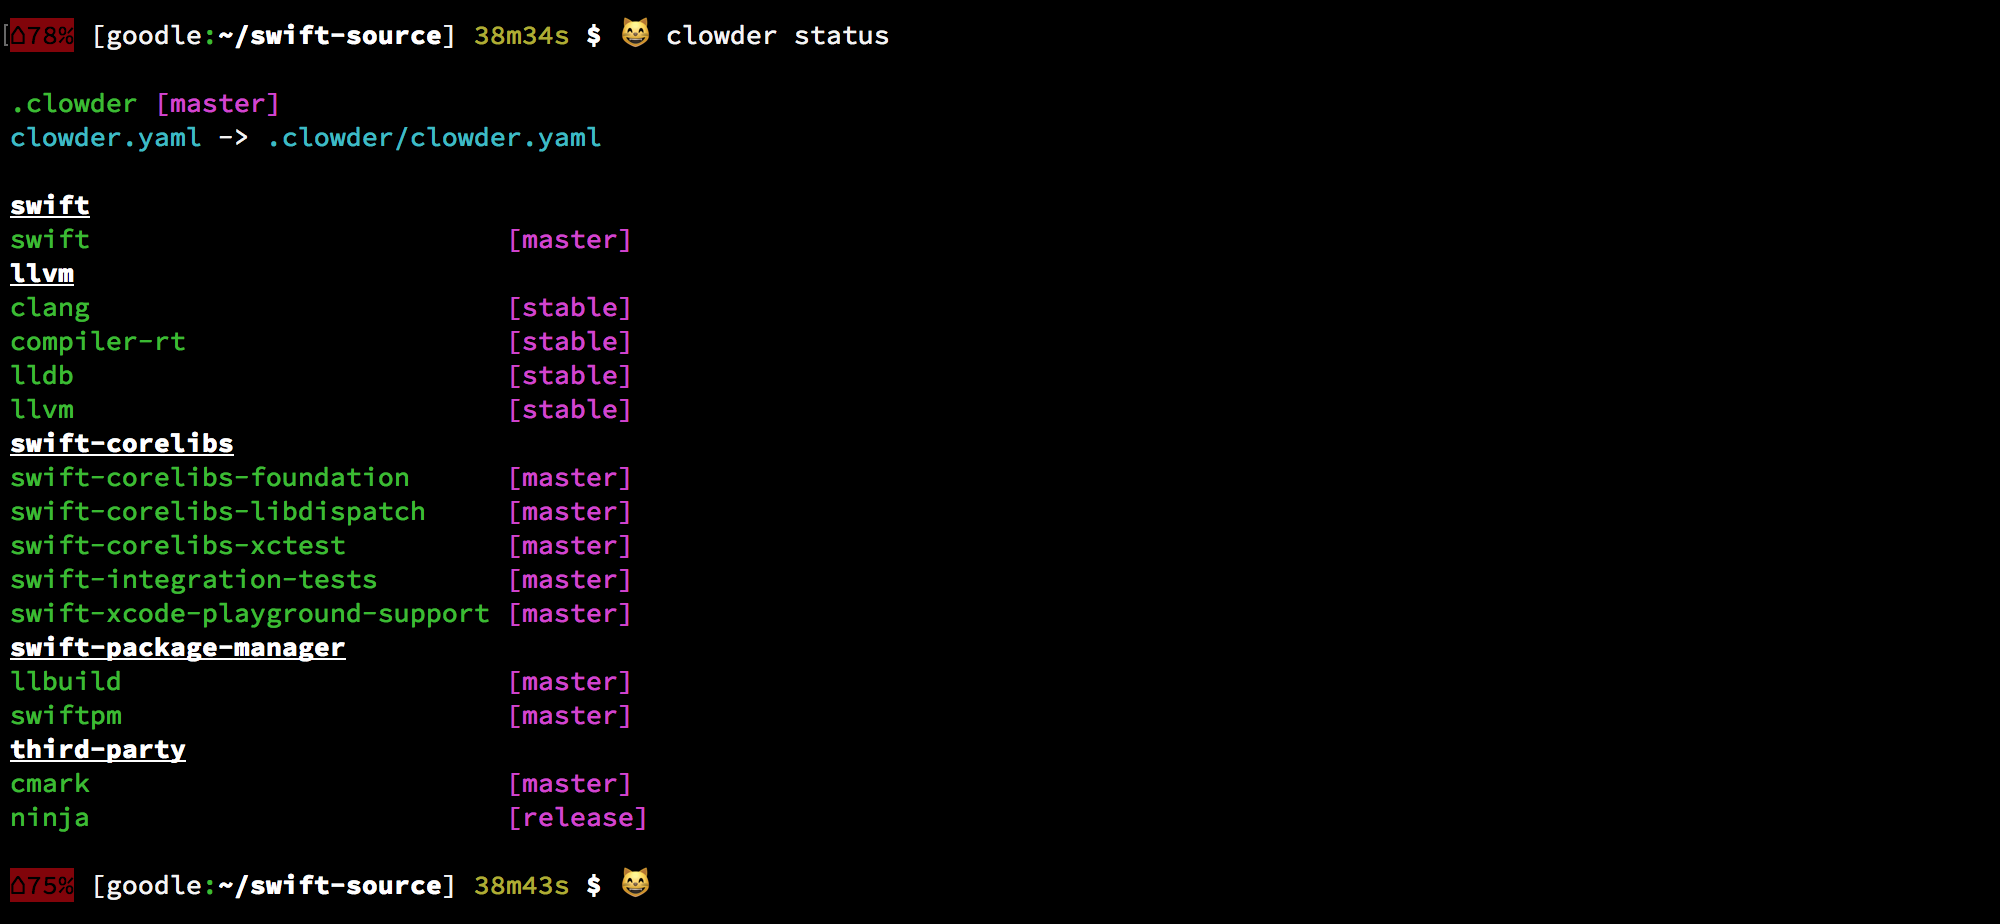 [⌂78% [goodle:~/swift-source] 38m34s $ 😸 clowder status
.clowder [master]
clowder.yaml -> .clowder/clowder.yaml
swift
swift [master]
llvm
clang [stable]
compiler-rt [stable]
lldb [stable]
llvm [stable]
swift-corelibs
swift-corelibs-foundation [master]
swift-corelibs-libdispatch [master]
swift-corelibs-xctest [master]
swift-integration-tests [master]
swift-xcode-playground-support [master]
swift-package-manager
llbuild [master]
swiftpm [master]
third-party
cmark [master]
ninja [release]
⌂75% [goodle:~/swift-source] 38m43s $ 😸